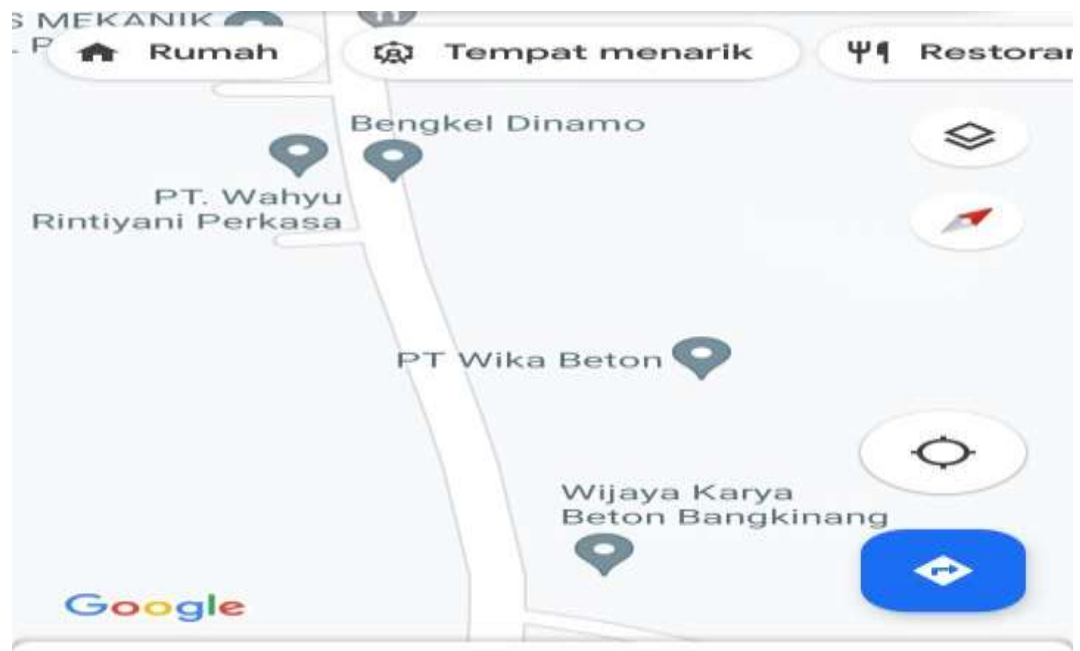 MEKANIK
Rumah
Tempat menarik
Restoran
Bengkel Dinamo
PT. Wahyu
Rintiyani Perkasa
PT Wika Beton
Wijaya Karya
Beton Bangkinang
Google